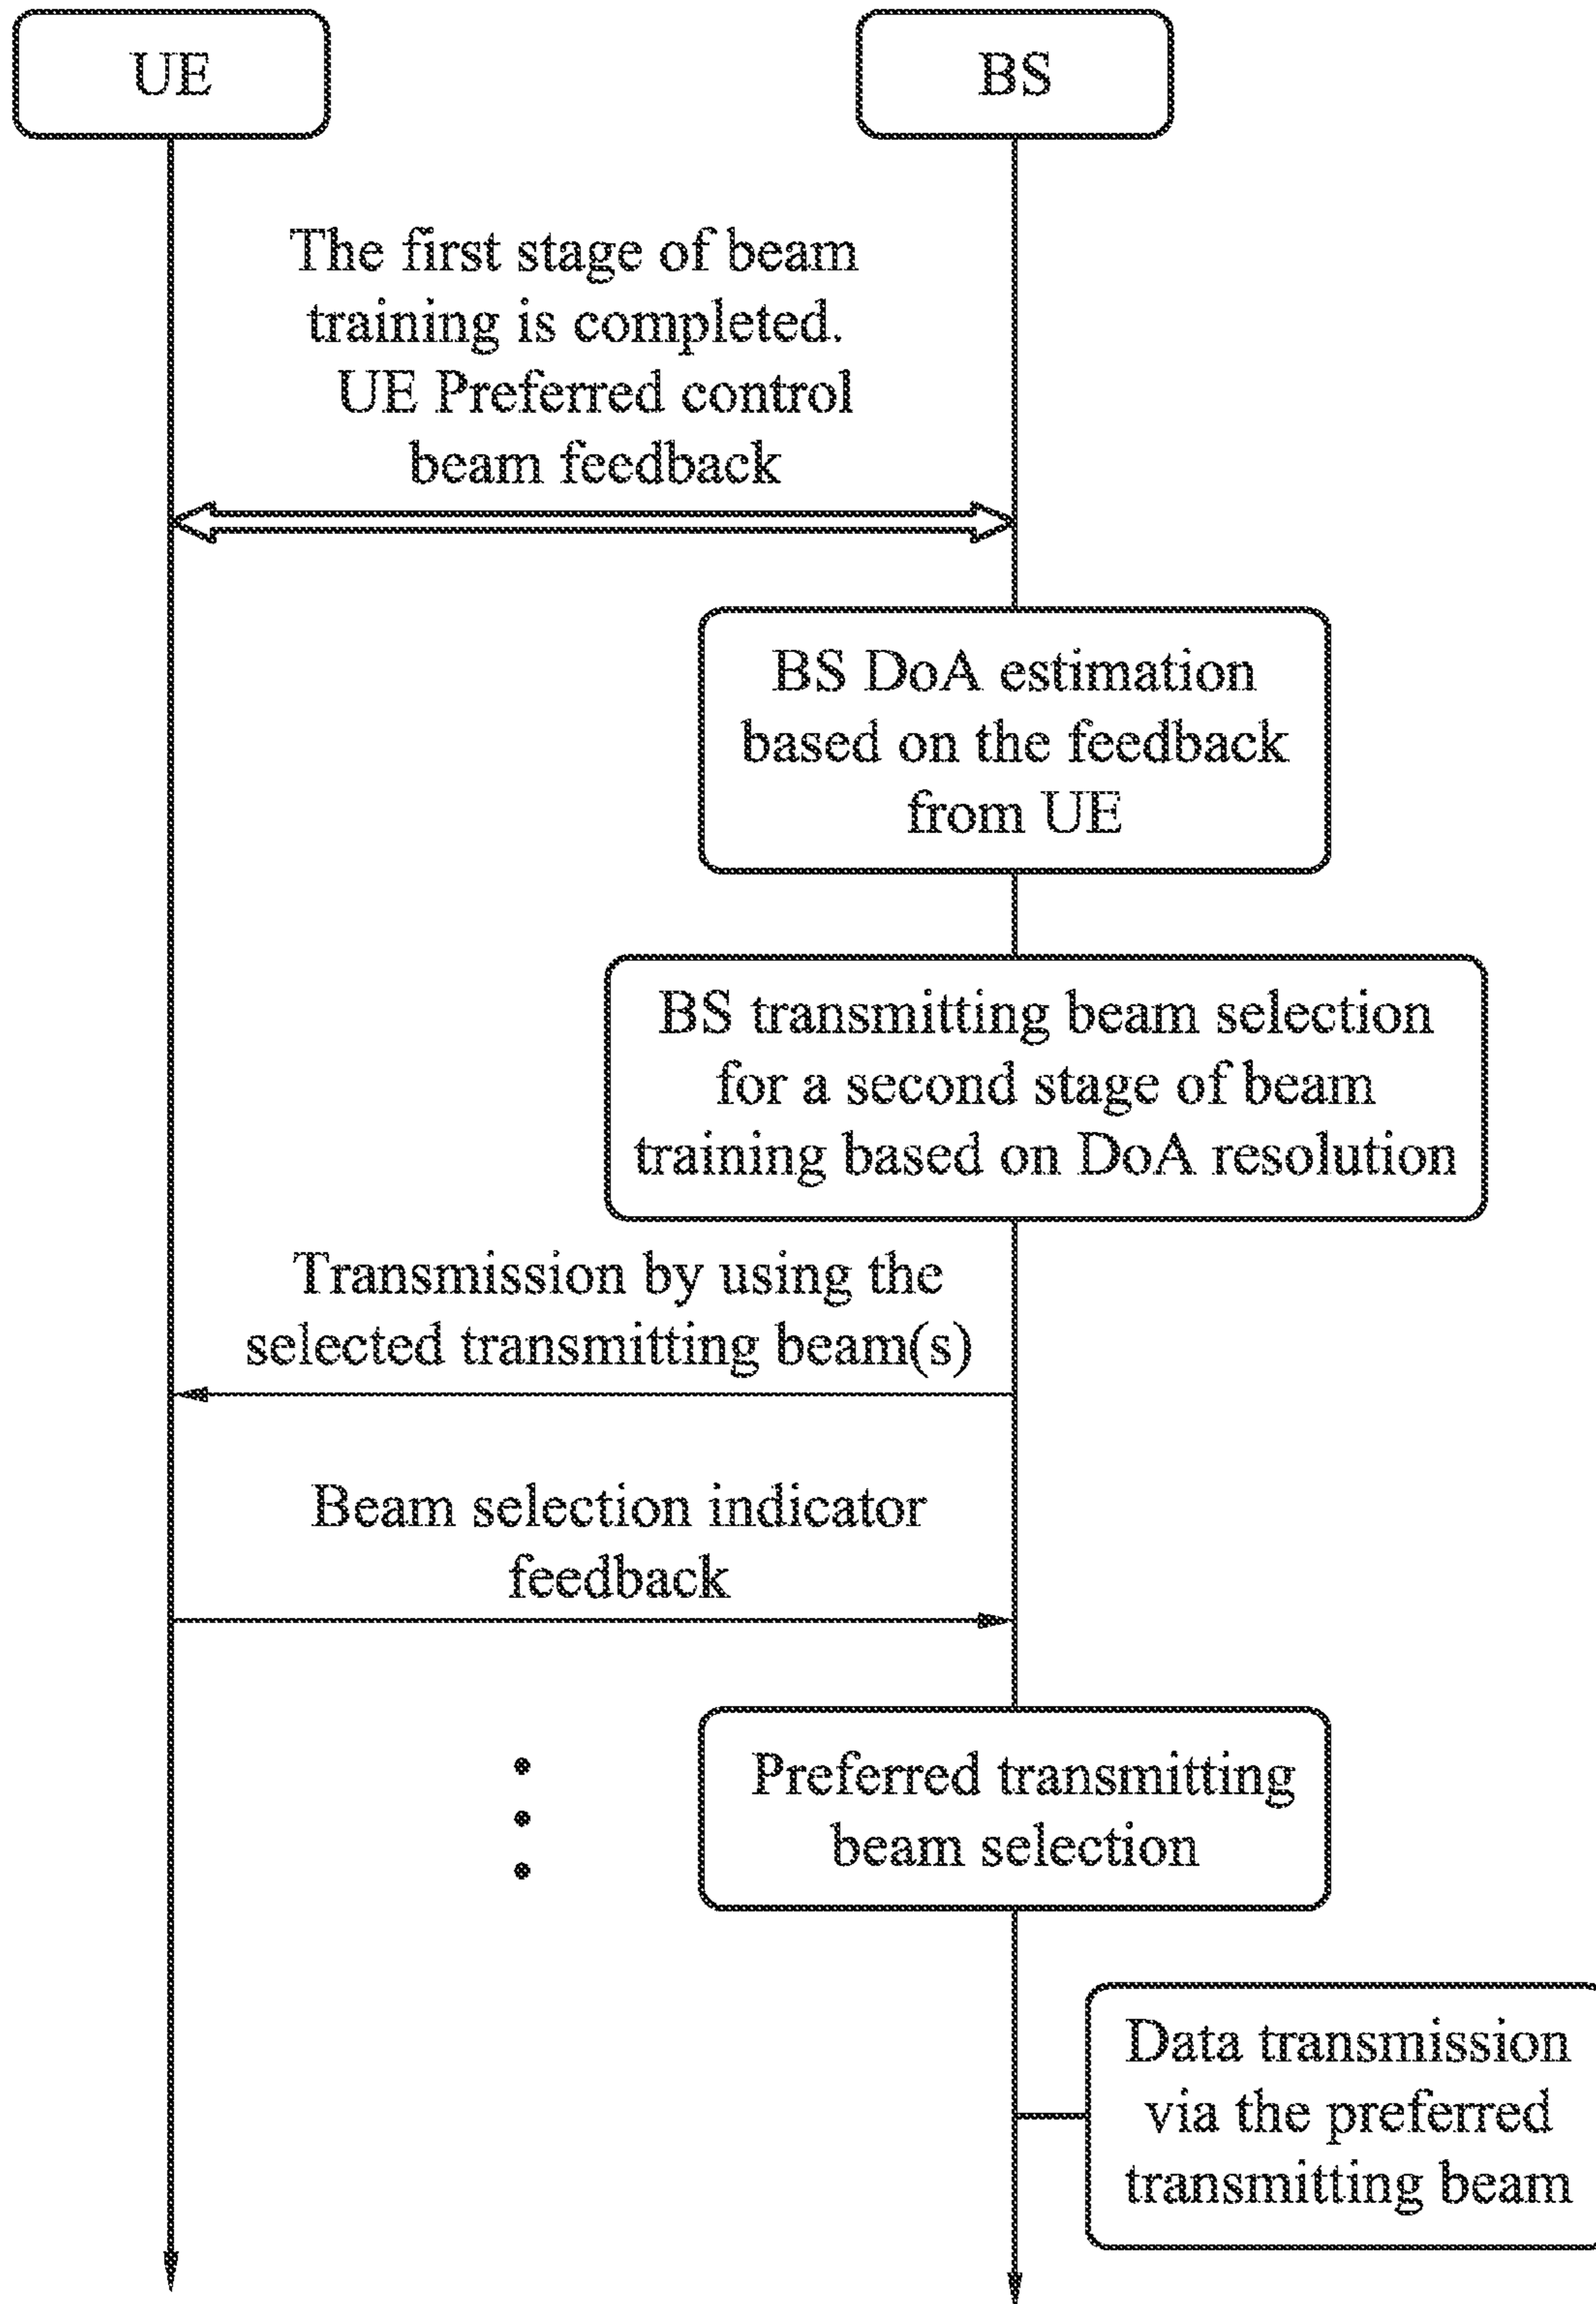 UE
BS
The first stage of beam
training is completed.
UE Preferred control
beam feedback
BS DoA estimation
based on the feedback
from UE
BS transmitting beam selection
for a second stage of beam
training based on DoA resolution
Transmission by using the
selected transmitting beam(s)
Beam selection indicator
feedback
Preferred transmitting
beam selection
Data transmission
via the preferred
transmitting beam